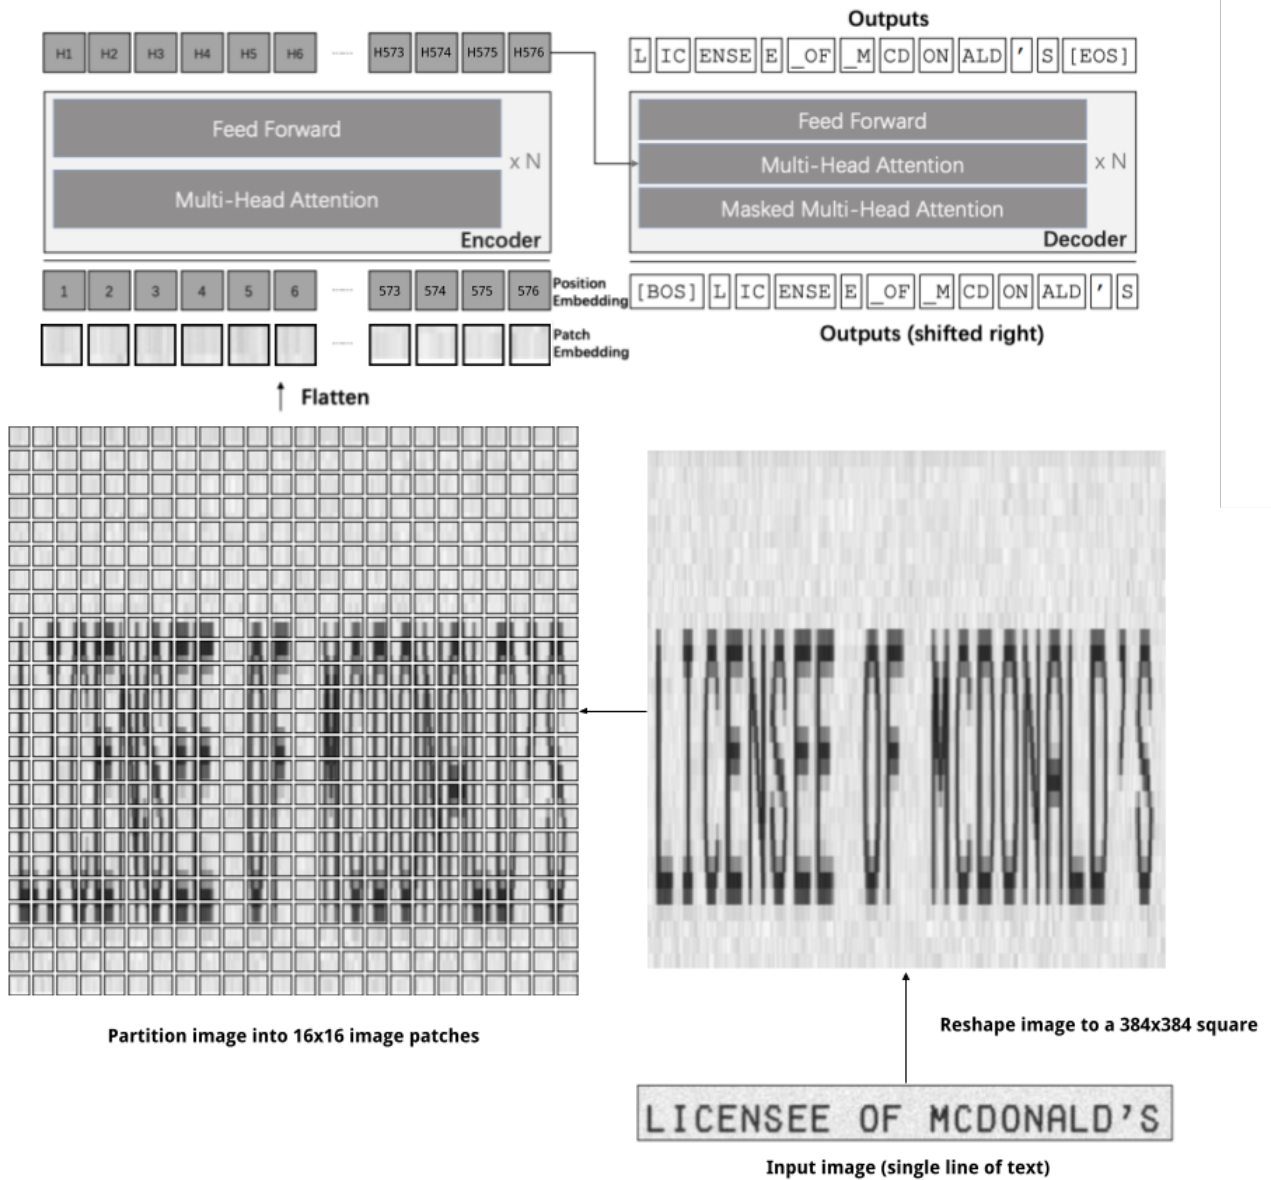 Outputs
H1 H2 H3 H4 H5 H6 ...... H573 H574 H575 H576
L IC ENSE E _OF _M CD ON ALD ' S [EOS]
Feed Forward
Multi-Head Attention
x N
Encoder
Feed Forward
Multi-Head Attention
Masked Multi-Head Attention
x N
Decoder
1 2 3 4 5 6 ...... 573 574 575 576
Position
Embedding
[BOS] L IC ENSE E _OF _M CD ON ALD ' S
...... Patch
Embedding
Outputs (shifted right)
Flatten
LICENSEE OF MCDONALD'S
Partition image into 16x16 image patches
Reshape image to a 384x384 square
LICENSEE OF MCDONALD'S
Input image (single line of text)